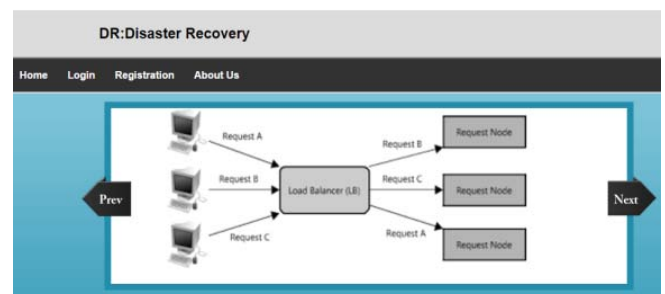 DR:Disaster Recovery
Home Login Registration About Us
Request A
Request B
Request Node
Request B
Request C
Prev
Load Balancer (LB)
Request Node
Next
Request C
Request A
Request Node